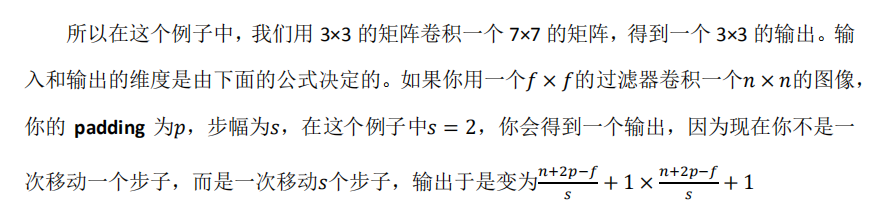 所以在这个例子中，我们用 3×3 的矩阵卷积一个 7×7 的矩阵，得到一个 3×3 的输出。输
入和输出的维度是由下面的公式决定的。如果你用一个f × f的过滤器卷积一个n × n的图像，
你的 padding 为p，步幅为s，在这个例子中s = 2，你会得到一个输出，因为现在你不是一
次移动一个步子，而是一次移动s个步子，输出于是变为\frac{n+2p-f}{s} + 1 × \frac{n+2p-f}{s} + 1